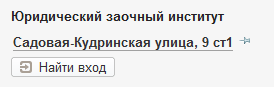 Юридический заочный институт
Садовая-Кудринская улица, 9 ст1
Найти вход